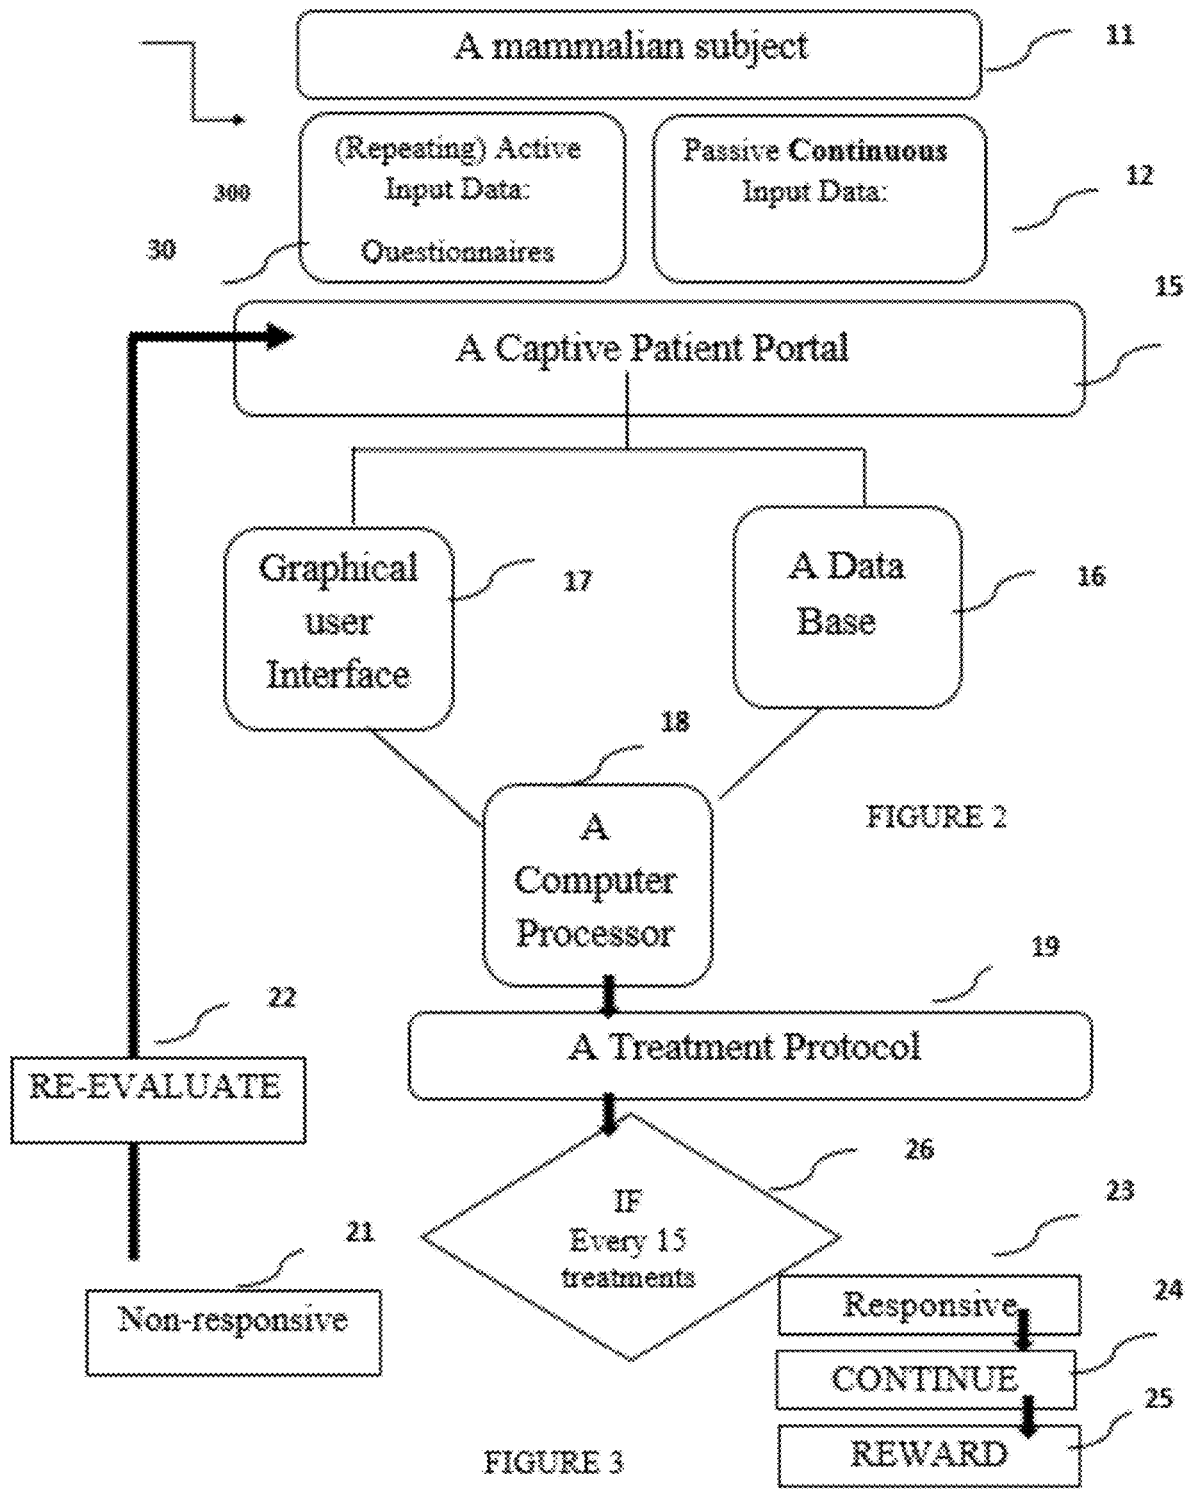 A mammalian subject
11
(Repeating) Active
Input Data:
Questionnaires
Passive Continuous
Input Data:
12
300
30
15
A Captive Patient Portal
Graphical
user
Interface
17
A Data
Base
16
18
A
Computer
Processor
FIGURE 2
19
A Treatment Protocol
22
RE-EVALUATE
26
IF
Every 15
treatments
23
21
Non-responsive
Responsive
24
CONTINUE
25
REWARD
FIGURE 3